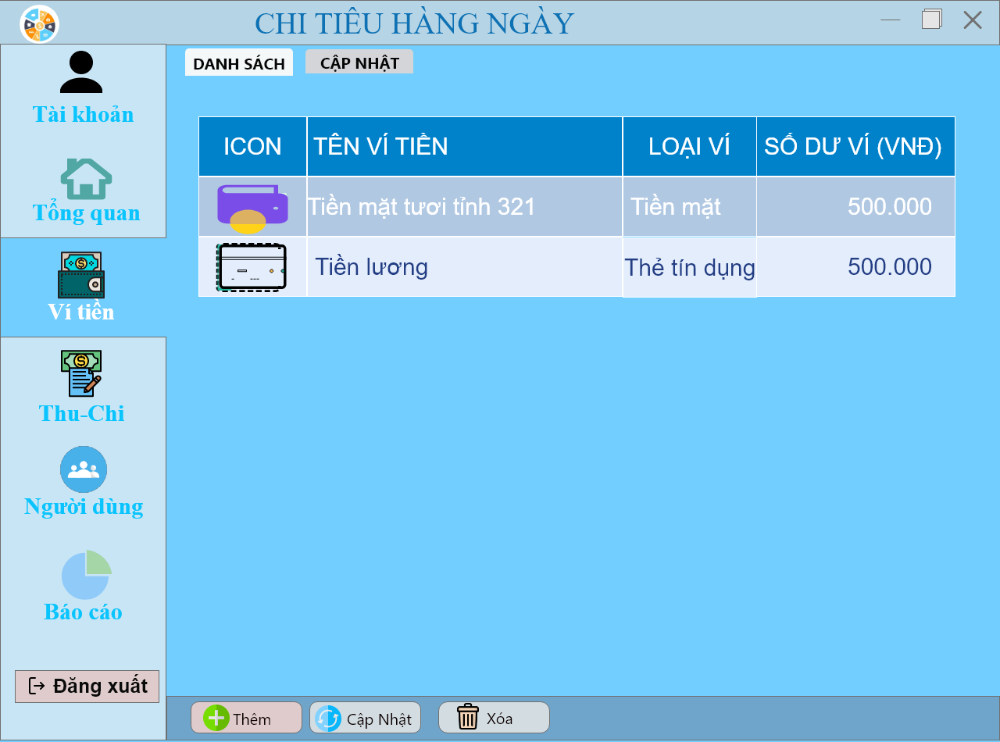 CHI TIÊU HÀNG NGÀY
Tài khoản
Tổng quan
Ví tiền
Thu-Chi
Người dùng
Báo cáo
Đăng xuất
DANH SÁCH CẬP NHẬT
ICON TÊN VÍ TIỀN LOẠI VÍ SỐ DƯ VÍ (VNĐ)
Tiền mặt tươi tỉnh 321 Tiền mặt 500.000
Tiền lương Thẻ tín dụng 500.000
Thêm Cập Nhật Xóa